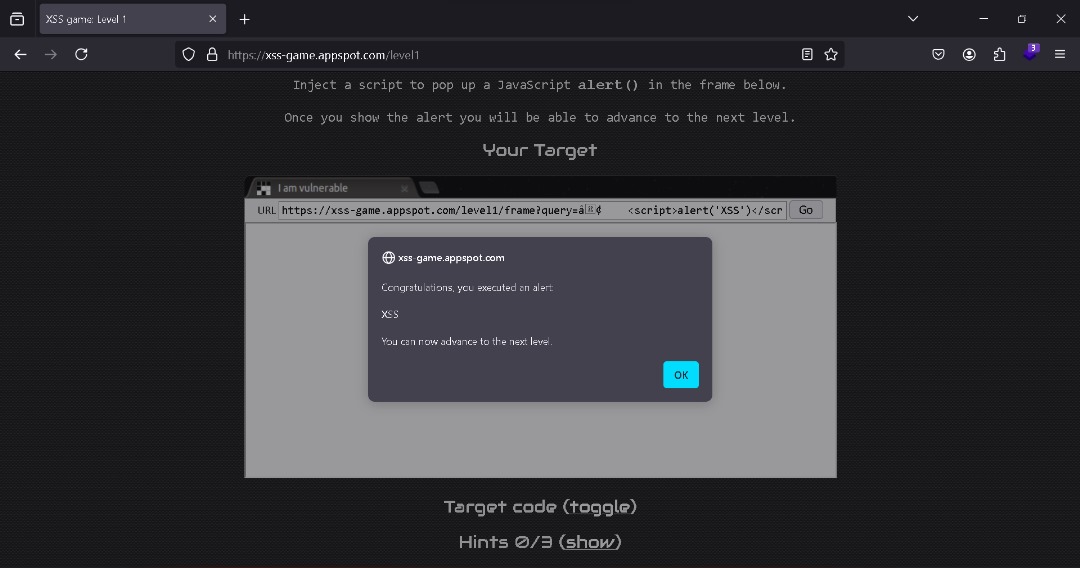 XSS game: Level 1
https://xss-game.appspot.com/level1
3
Inject a script to pop up a JavaScript alert() in the frame below.
Once you show the alert you will be able to advance to the next level.
Your Target
I am vulnerable
URL https://xss-game.appspot.com/level1/frame?query= <script>alert('XSS')</scr Go
xss-game.appspot.com
Congratulations, you executed an alert:
XSS
You can now advance to the next level.
OK
Target code (toggle)
Hints 0/3 (show)